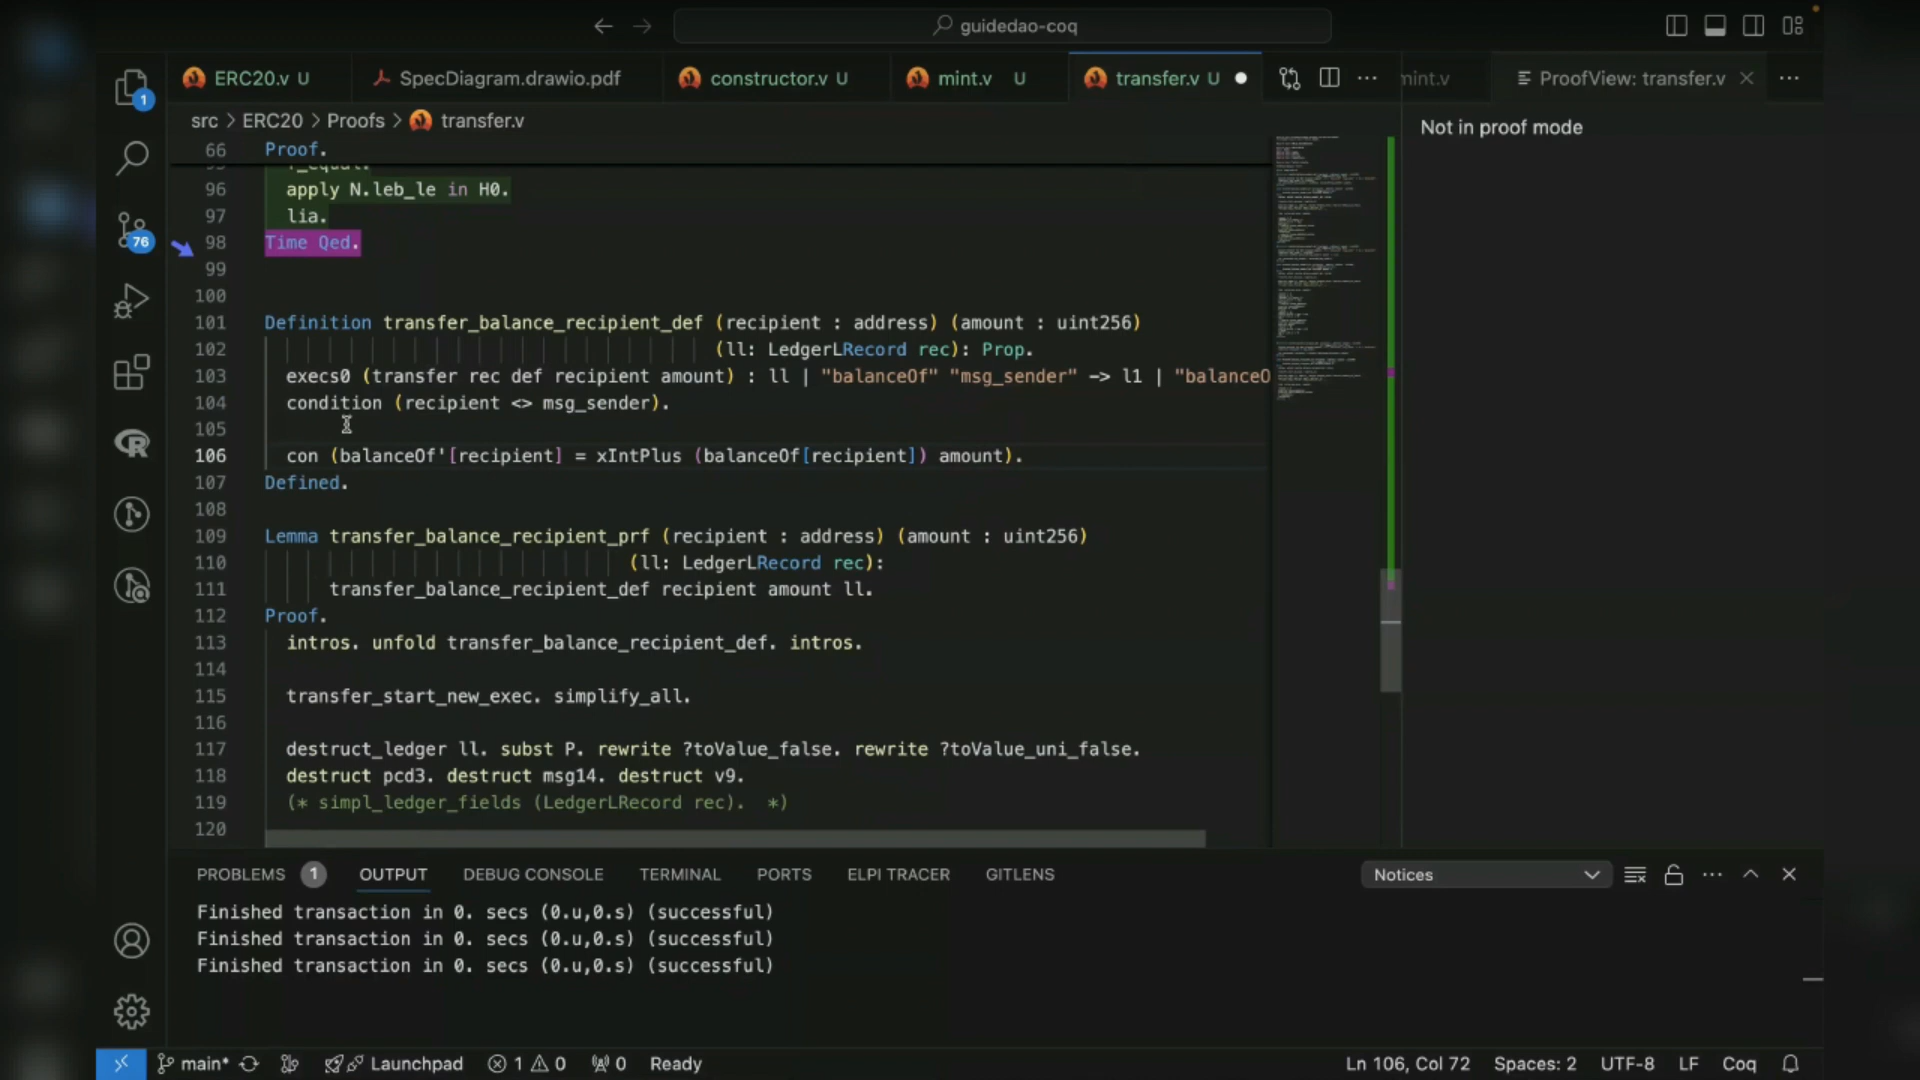 guidedao-coq
ERC20.v U
SpecDiagram.drawio.pdf
constructor.v U
mint.v U
transfer.v U
mint.v
ProofView: transfer.v
src > ERC20 > Proofs > transfer.v
Not in proof mode
66 Proof.
95 f_equal.
96 apply N.leb_le in H0.
97 lia.
98 Time Qed.
99
100
101 Definition transfer_balance_recipient_def (recipient : address) (amount : uint256)
102 (ll: LedgerLRecord rec): Prop.
103 execs0 (transfer rec def recipient amount) : ll | "balanceOf" "msg_sender" -> l1 | "balanceO
104 condition (recipient <> msg_sender).
105
106 con (balanceOf'[recipient] = xIntPlus (balanceOf[recipient]) amount).
107 Defined.
108
109 Lemma transfer_balance_recipient_prf (recipient : address) (amount : uint256)
110 (ll: LedgerLRecord rec):
111 transfer_balance_recipient_def recipient amount ll.
112 Proof.
113 intros. unfold transfer_balance_recipient_def. intros.
114
115 transfer_start_new_exec. simplify_all.
116
117 destruct_ledger ll. subst P. rewrite ?toValue_false. rewrite ?toValue_uni_false.
118 destruct pcd3. destruct msg14. destruct v9.
119 (* simpl_ledger_fields (LedgerLRecord rec).  *)
120
1
76
PROBLEMS 1 OUTPUT DEBUG CONSOLE TERMINAL PORTS ELPI TRACER GITLENS
Notices
Finished transaction in 0. secs (0.u,0.s) (successful)
Finished transaction in 0. secs (0.u,0.s) (successful)
Finished transaction in 0. secs (0.u,0.s) (successful)
main* Launchpad 1 0 0 Ready
Ln 106, Col 72 Spaces: 2 UTF-8 LF Coq